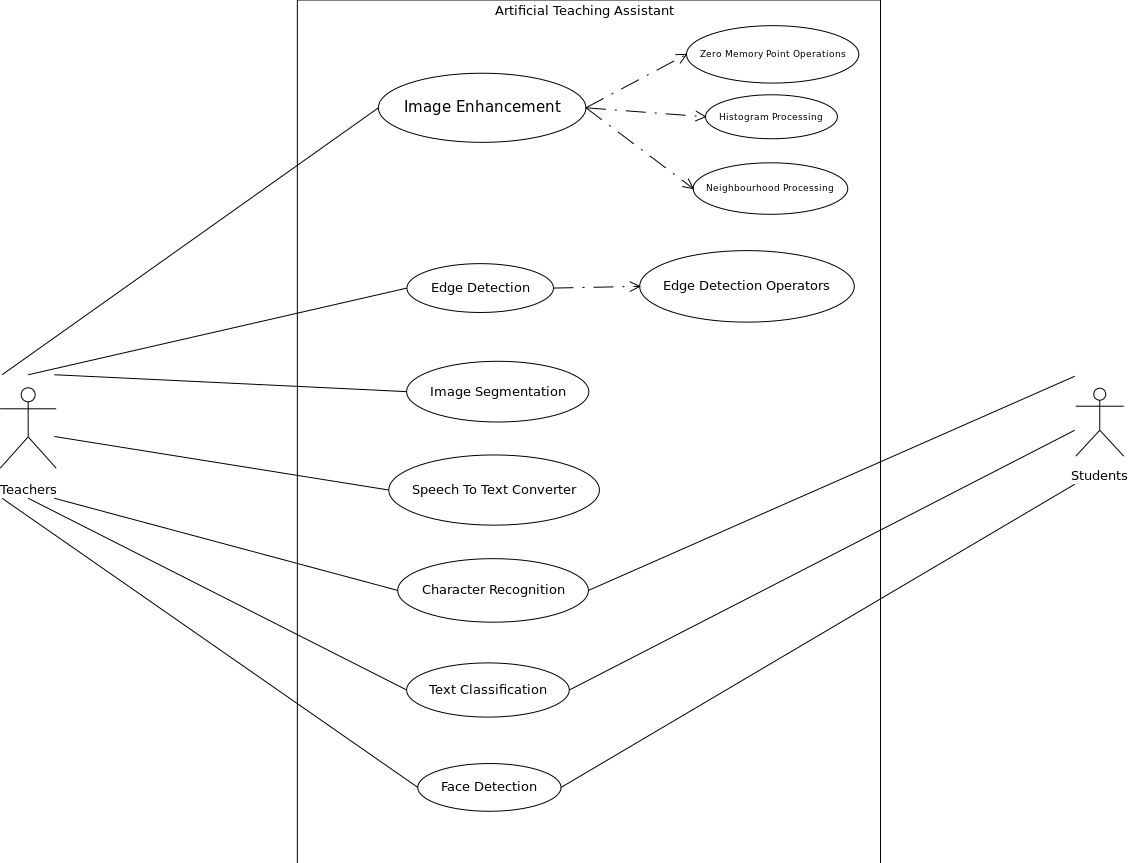 Artificial Teaching Assistant
Zero Memory Point Operations
Image Enhancement
Histogram Processing
Neighbourhood Processing
Edge Detection
Edge Detection Operators
Image Segmentation
Teachers
Speech To Text Converter
Students
Character Recognition
Text Classification
Face Detection